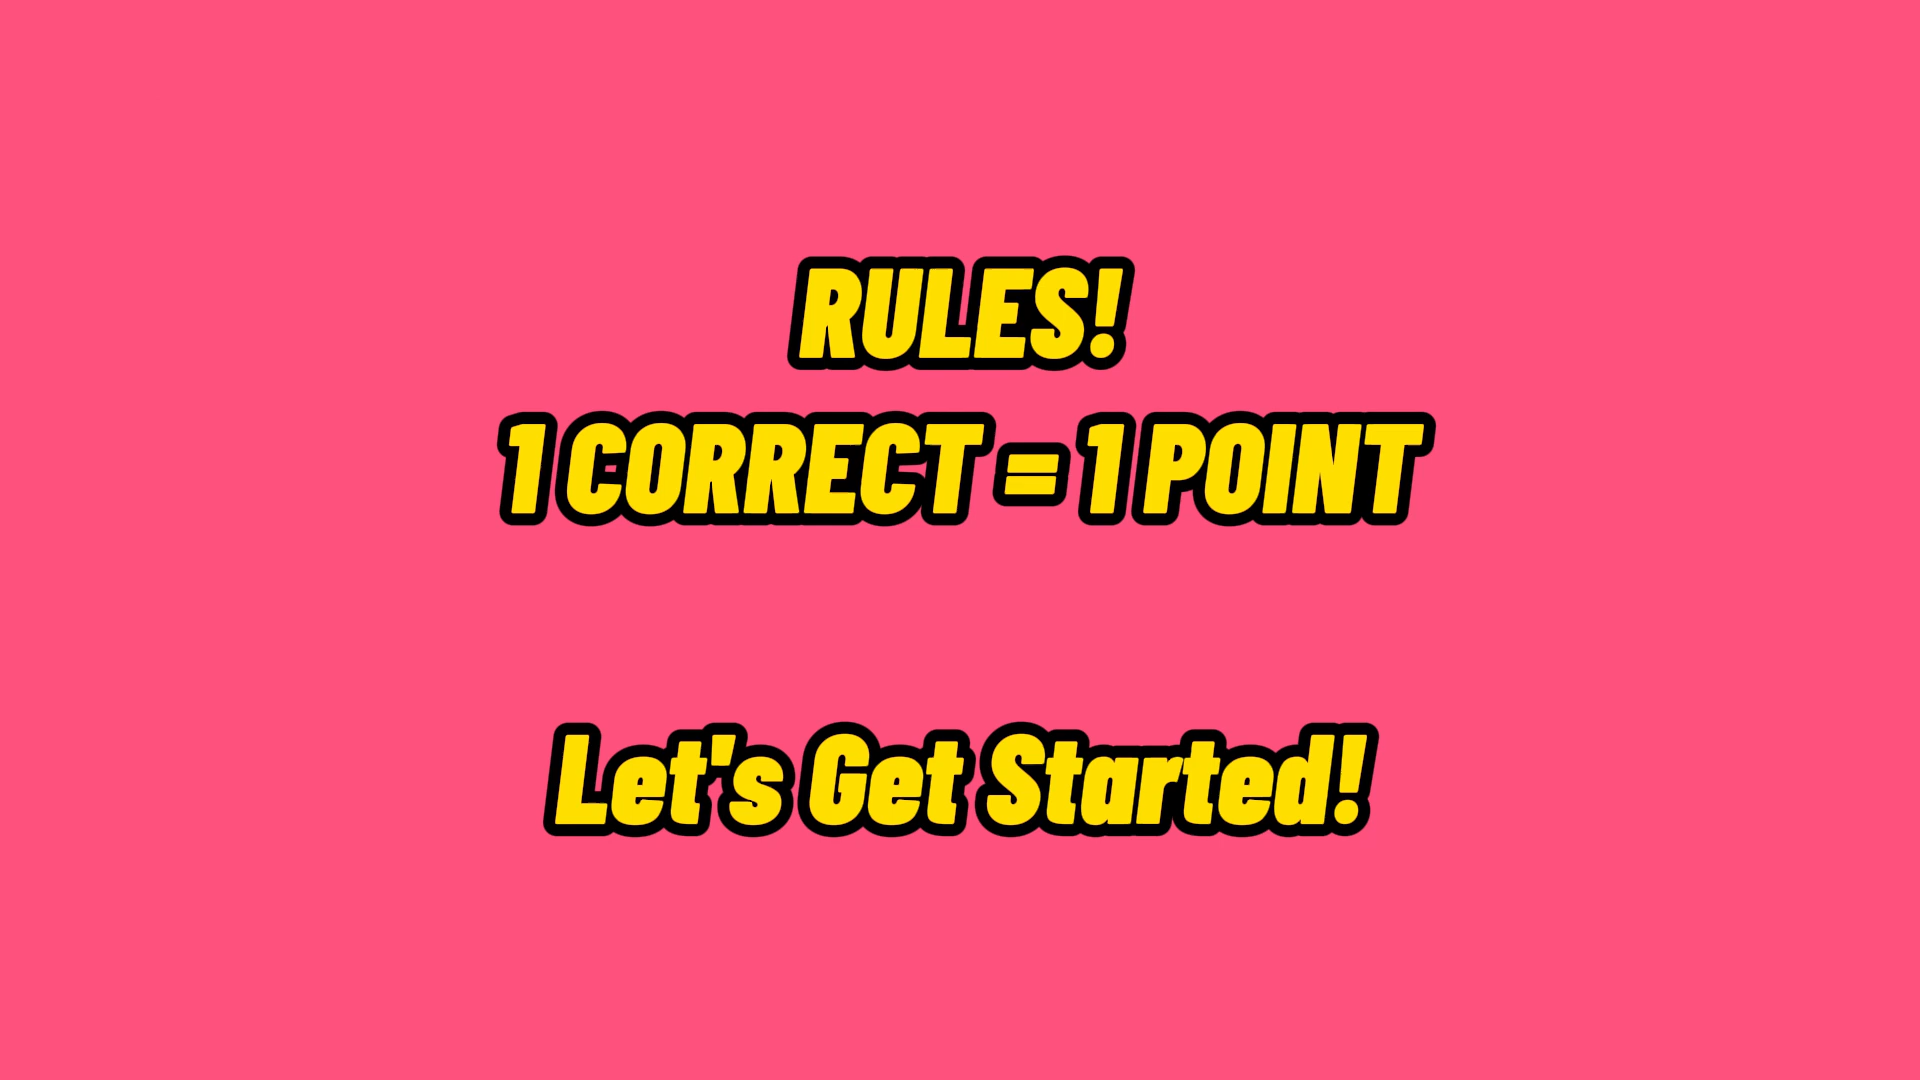 RULES!
1 CORRECT = 1 POINT
Let's Get Started!